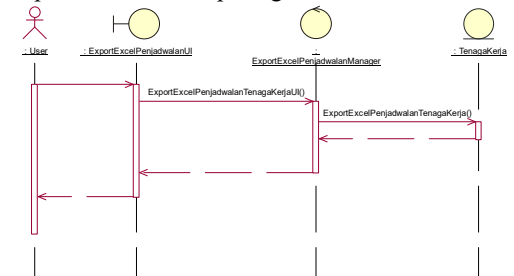 : User
: ExportExcelPenjadwalanUI
:
ExportExcelPenjadwalanManager
: TenagaKerja
ExportExcelPenjadwalanTenagaKerjaUI()
ExportExcelPenjadwalanTenagaKerja()